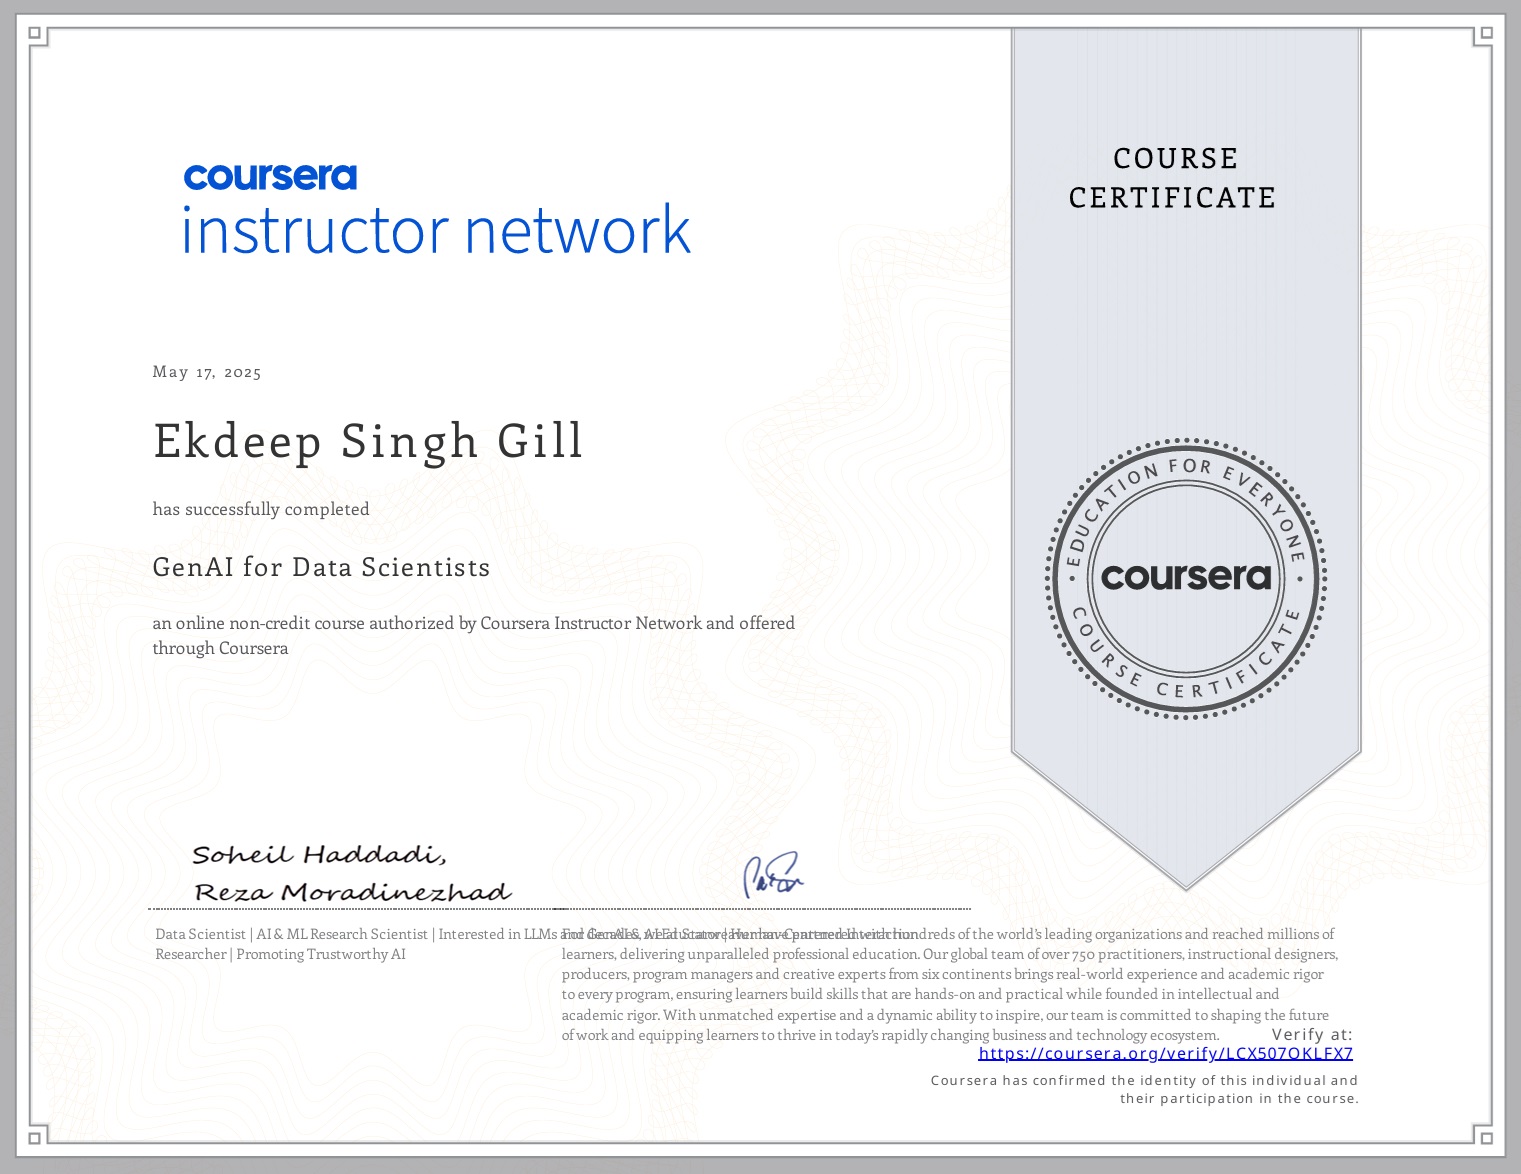 coursera
instructor network
COURSE
CERTIFICATE
May 17, 2025
Ekdeep Singh Gill
has successfully completed
GenAI for Data Scientists
an online non-credit course authorized by Coursera Instructor Network and offered
through Coursera
EDUCATION FOR EVERYONE
coursera
COURSE CERTIFICATE
Soheil Haddadi,
Reza Moradinezhad
Data Scientist | AI & ML Research Scientist | Interested in LLMs and GenAI & AI Educator | Human-Centered Interaction
Researcher | Promoting Trustworthy AI
For decades, we at Starweaver have partnered with hundreds of the world's leading organizations and reached millions of
learners, delivering unparalleled professional education. Our global team of over 750 practitioners, instructional designers,
producers, program managers and creative experts from six continents brings real-world experience and academic rigor
to every program, ensuring learners build skills that are hands-on and practical while founded in intellectual and
academic rigor. With unmatched expertise and a dynamic ability to inspire, our team is committed to shaping the future
of work and equipping learners to thrive in today's rapidly changing business and technology ecosystem.
Verify at:
https://coursera.org/verify/LCX507OKLFX7
Coursera has confirmed the identity of this individual and
their participation in the course.